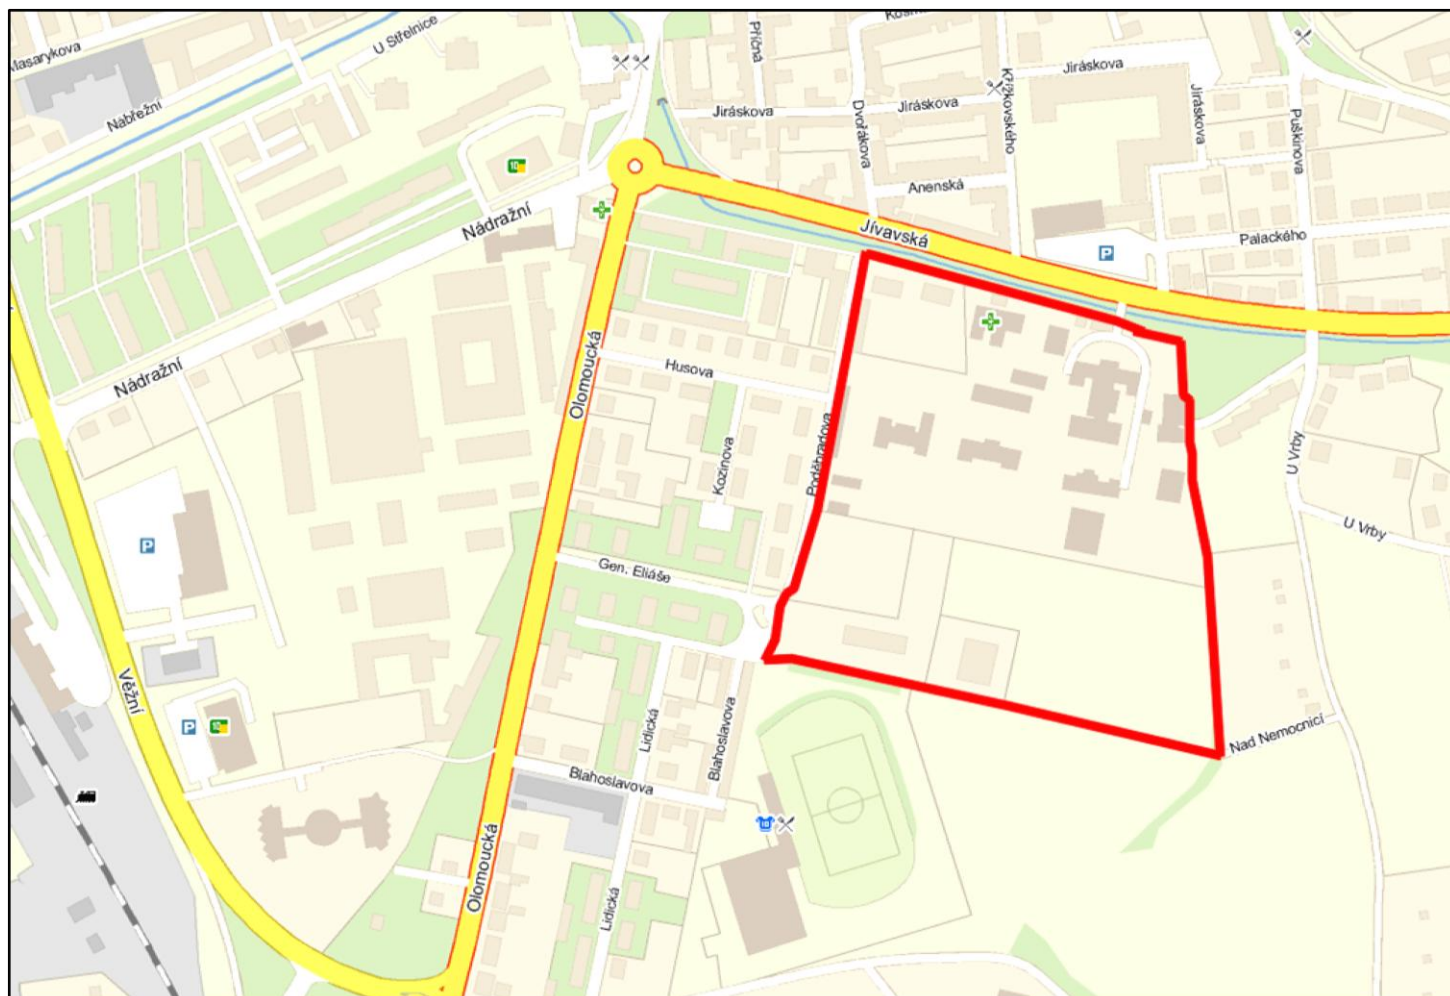 Masarykova
U Střelnice
Nábřežní
Příčná
Jiráskova
Křížkovského
Jiráskova
Jiráskova
Jiráskova
Dvořákova
Puškinova
Anenská
Nádražní
Jívavská
Palackého
P
Nádražní
Olomoucká
Husova
Poděbradova
Kozinova
U Vrby
U Vrby
P
Gen. Eliáše
Věžní
P
Lidická
Blahoslavova
Nad Nemocnicí
Blahoslavova
Olomoucká
Lidická